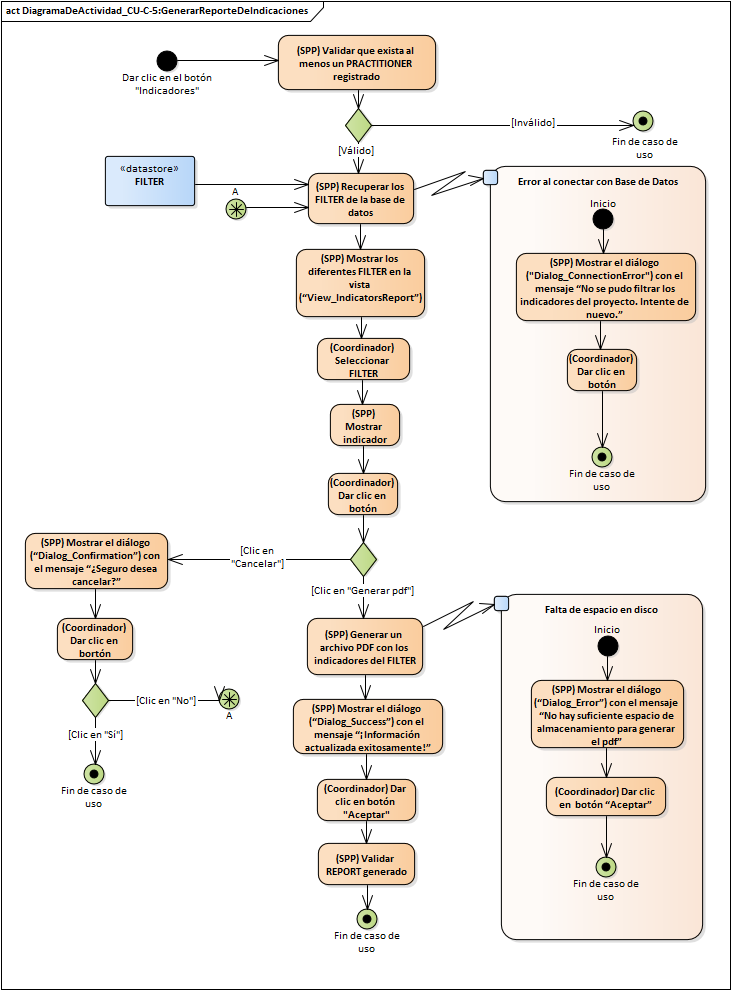 act DiagramaDeActividad_CU-C-5:GenerarReporteDeIndicaciones
Dar clic en el botón
"Indicadores"
(SPP) Validar que exista al
menos un PRACTITIONER
registrado
[Inválido]
Fin de caso de
uso
[Válido]
«datastore»
FILTER
A
(SPP) Recuperar los
FILTER de la base de
datos
(SPP) Mostrar los
diferentes FILTER en la
vista
(“View_IndicatorsReport”)
(Coordinador)
Seleccionar
FILTER
(SPP)
Mostrar
indicador
(Coordinador)
Dar clic en
botón
[Clic en
"Cancelar"]
[Clic en "Generar pdf"]
(SPP) Mostrar el diálogo
(“Dialog_Confirmation”) con
el mensaje “¿Seguro desea
cancelar?”
(Coordinador)
Dar clic en
bortón
[Clic en "No"]
A
[Clic en "Sí"]
Fin de caso de
uso
(SPP) Generar un
archivo PDF con los
indicadores del FILTER
(SPP) Mostrar el diálogo
(“Dialog_Success”) con el
mensaje “¡Información
actualizada exitosamente!”
(Coordinador) Dar
clic en botón
"Aceptar"
(SPP) Validar
REPORT generado
Fin de caso de
uso
Error al conectar con Base de Datos
Inicio
(SPP) Mostrar el diálogo
("Dialog_ConnectionError") con el
mensaje “No se pudo filtrar los
indicadores del proyecto. Intente de
nuevo.”
(Coordinador)
Dar clic en
botón
Fin de caso de
uso
Falta de espacio en disco
Inicio
(SPP) Mostrar el diálogo
(“Dialog_Error”) con el mensaje
“No hay suficiente espacio de
almacenamiento para generar
el pdf”
(Coordinador) Dar clic
en botón “Aceptar”
Fin de caso de
uso